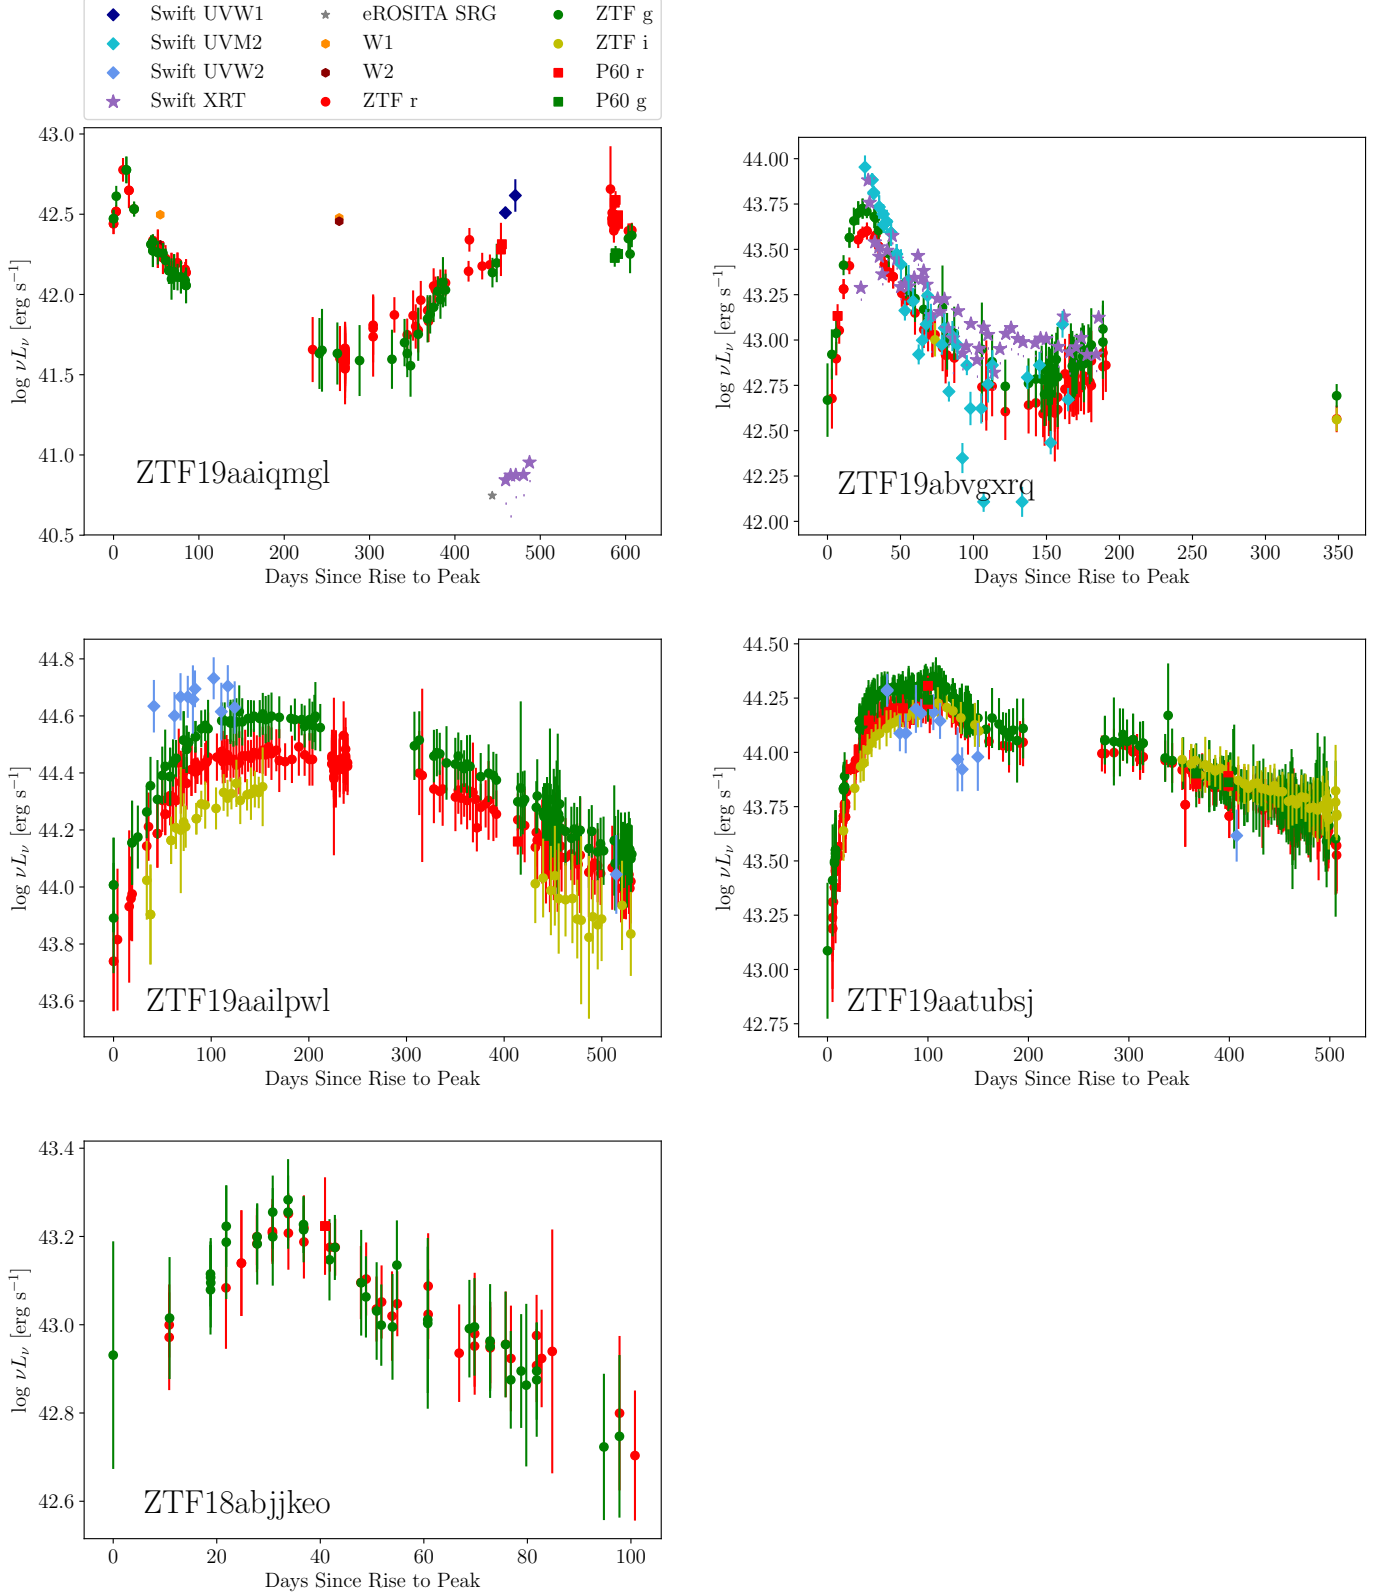 Swift UVW1
Swift UVM2
Swift UVW2
Swift XRT
eROSITA SRG
W1
W2
ZTF r
ZTF g
ZTF i
P60 r
P60 g
43.0
42.5
42.0
41.5
41.0
40.5
log νLν [erg s−1]
ZTF19aaiqmgl
0 100 200 300 400 500 600
Days Since Rise to Peak
44.00
43.75
43.50
43.25
43.00
42.75
42.50
42.25
42.00
log νLν [erg s−1]
ZTF19abvgxrq
0 50 100 150 200 250 300 350
Days Since Rise to Peak
44.8
44.6
44.4
44.2
44.0
43.8
43.6
log νLν [erg s−1]
ZTF19aailpwl
0 100 200 300 400 500
Days Since Rise to Peak
44.50
44.25
44.00
43.75
43.50
43.25
43.00
42.75
log νLν [erg s−1]
ZTF19aatubsj
0 100 200 300 400 500
Days Since Rise to Peak
43.4
43.2
43.0
42.8
42.6
log νLν [erg s−1]
ZTF18abjjkeo
0 20 40 60 80 100
Days Since Rise to Peak